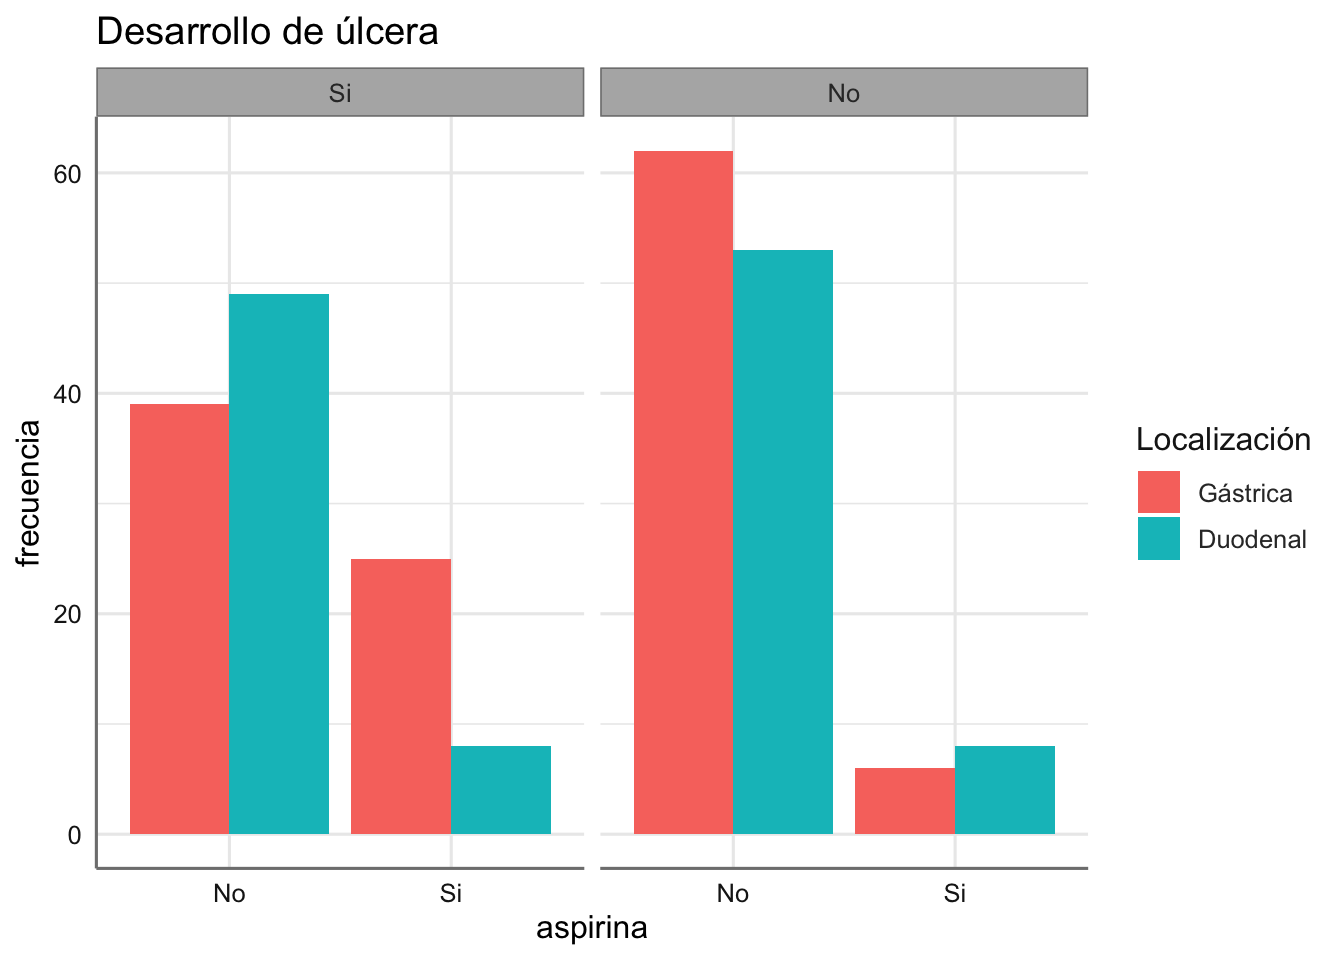 Desarrollo de úlcera
Si
No
60
40
20
0
frecuencia
No
Si
No
Si
aspirina
Localización
Gástrica
Duodenal